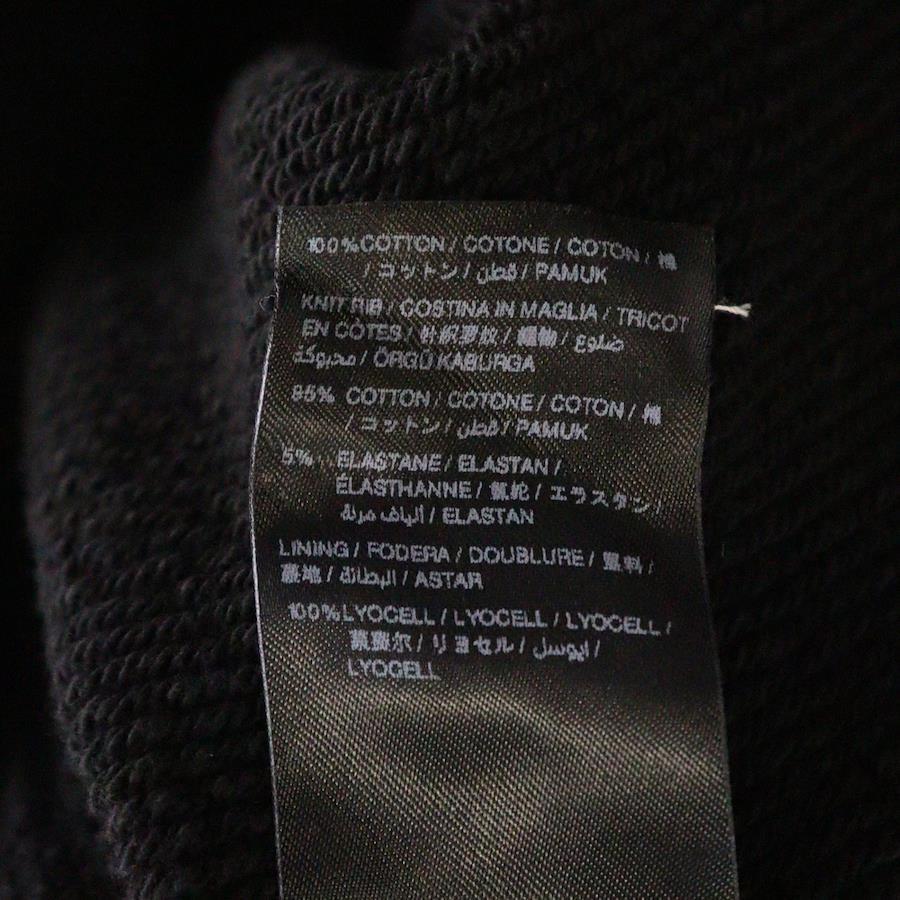 100% COTTON / COTONE / COTON / 棉
/ コットン / قطن / PAMUK
KNIT RIB / COSTINA IN MAGLIA / TRICOT
EN CÔTES / 针织罗纹 / / ضلوع
محبوكة / ÖRGÜ KABURGA
95% COTTON / COTONE / COTON / 棉
/ コットン / قطن / PAMUK
5% ELASTANE / ELASTAN /
ÉLASTHANNE / 氨纶 / エラスタン /
ألياف مرنة / ELASTAN
LINING / FODERA / DOUBLURE / 里料 /
裏地 / البطانة / ASTAR
100% LYOCELL / LYOCELL / LYOCELL /
莱赛尔 / リヨセル / ليوسل /
LYOCELL